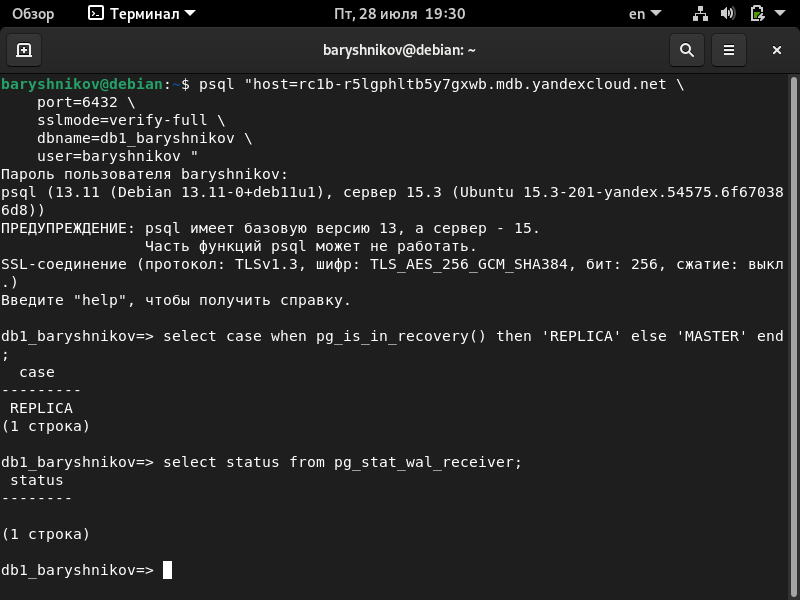 Обзор
Терминал
Пт, 28 июля 19:30
en
baryshnikov@debian: ~
baryshnikov@debian:~$ psql "host=rc1b-r5lgphltb5y7gxwb.mdb.yandexcloud.net \
    port=6432 \
    sslmode=verify-full \
    dbname=db1_baryshnikov \
    user=baryshnikov "
Пароль пользователя baryshnikov:
psql (13.11 (Debian 13.11-0+deb11u1), сервер 15.3 (Ubuntu 15.3-201-yandex.54575.6f67038
6d8))
ПРЕДУПРЕЖДЕНИЕ: psql имеет базовую версию 13, а сервер - 15.
                Часть функций psql может не работать.
SSL-соединение (протокол: TLSv1.3, шифр: TLS_AES_256_GCM_SHA384, бит: 256, сжатие: выкл
.)
Введите "help", чтобы получить справку.
db1_baryshnikov=> select case when pg_is_in_recovery() then 'REPLICA' else 'MASTER' end
;
  case
---------
 REPLICA
(1 строка)
db1_baryshnikov=> select status from pg_stat_wal_receiver;
 status
--------
(1 строка)
db1_baryshnikov=>